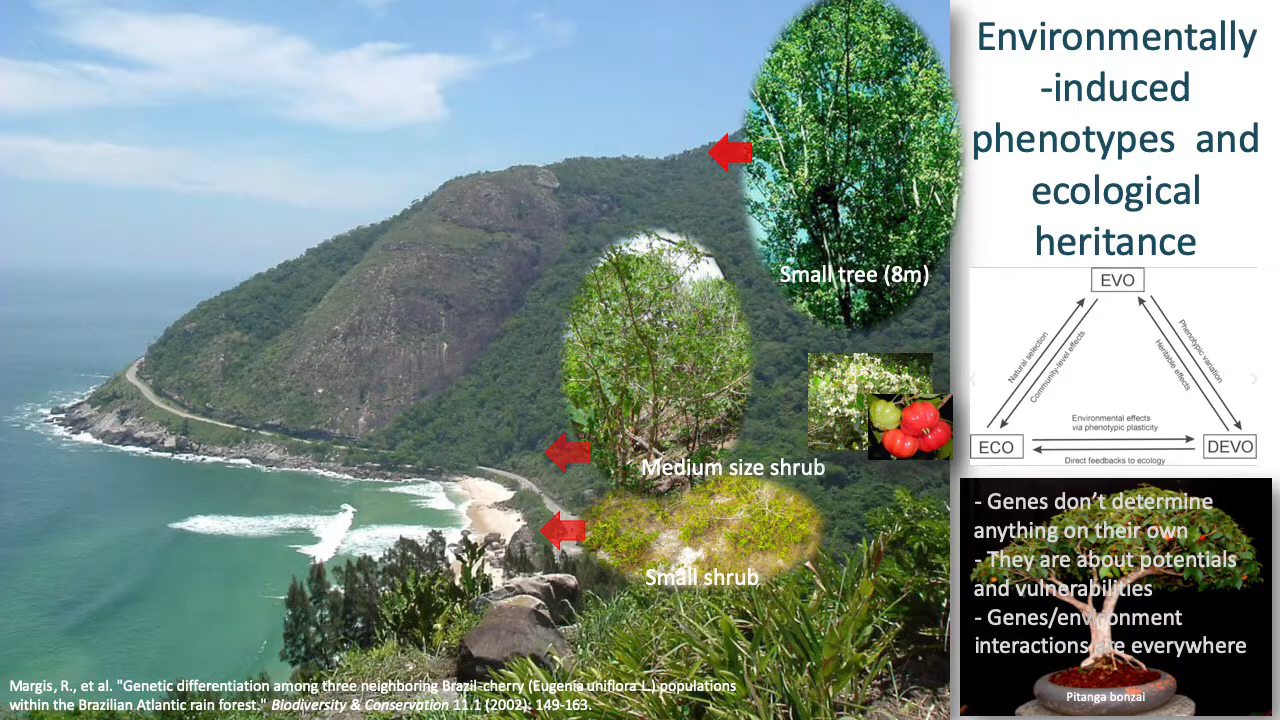 Environmentally
-induced
phenotypes and
ecological
heritance
Small tree (8m)
Medium size shrub
Small shrub
EVO
Natural selection
Community-level effects
Phenotypic variation
Heritable effects
Environmental effects
via phenotypic plasticity
ECO
DEVO
Direct feedbacks to ecology
- Genes don’t determine
anything on their own
- They are about potentials
and vulnerabilities
- Genes/environment
interactions are everywhere
Pitanga bonzai
Margis, R., et al. "Genetic differentiation among three neighboring Brazil-cherry (Eugenia uniflora L.) populations
within the Brazilian Atlantic rain forest." Biodiversity & Conservation 11.1 (2002): 149-163.